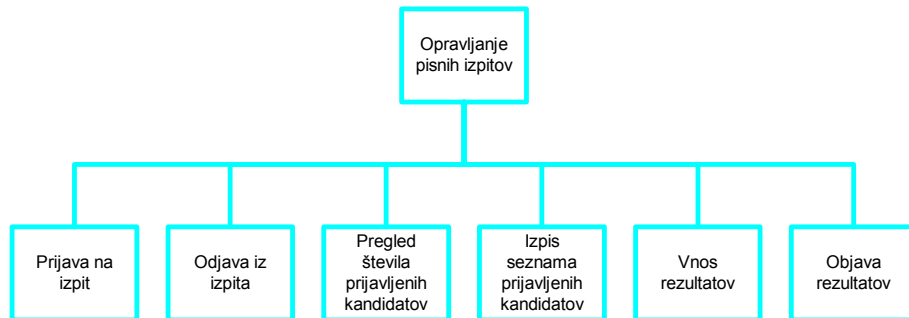 Opravljanje
pisnih izpitov
Prijava na
izpit
Odjava iz
izpita
Pregled
števila
prijavljenih
kandidatov
Izpis
seznama
prijavljenih
kandidatov
Vnos
rezultatov
Objava
rezultatov